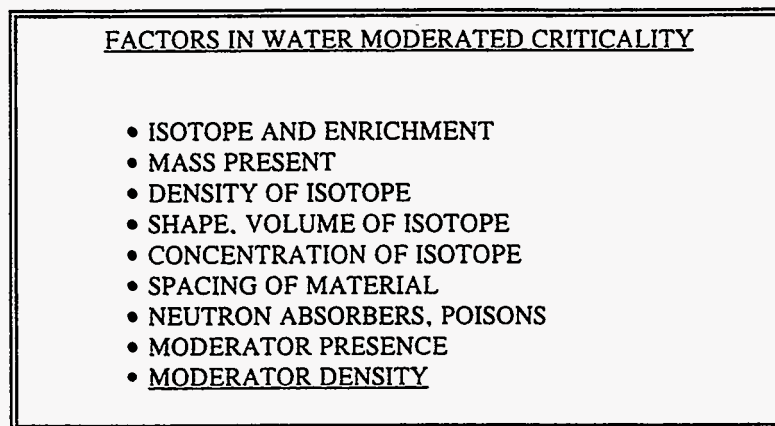 FACTORS IN WATER MODERATED CRITICALITY
• ISOTOPE AND ENRICHMENT
• MASS PRESENT
• DENSITY OF ISOTOPE
• SHAPE, VOLUME OF ISOTOPE
• CONCENTRATION OF ISOTOPE
• SPACING OF MATERIAL
• NEUTRON ABSORBERS, POISONS
• MODERATOR PRESENCE
• MODERATOR DENSITY